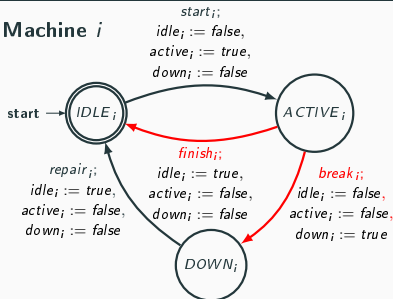 Machine i
start_i;
idle_i := false,
active_i := true,
down_i := false
start
IDLE_i
ACTIVE_i
finish_i;
idle_i := true,
active_i := false,
down_i := false
repair_i;
idle_i := true,
active_i := false,
down_i := false
break_i;
idle_i := false,
active_i := false,
down_i := true
DOWN_i